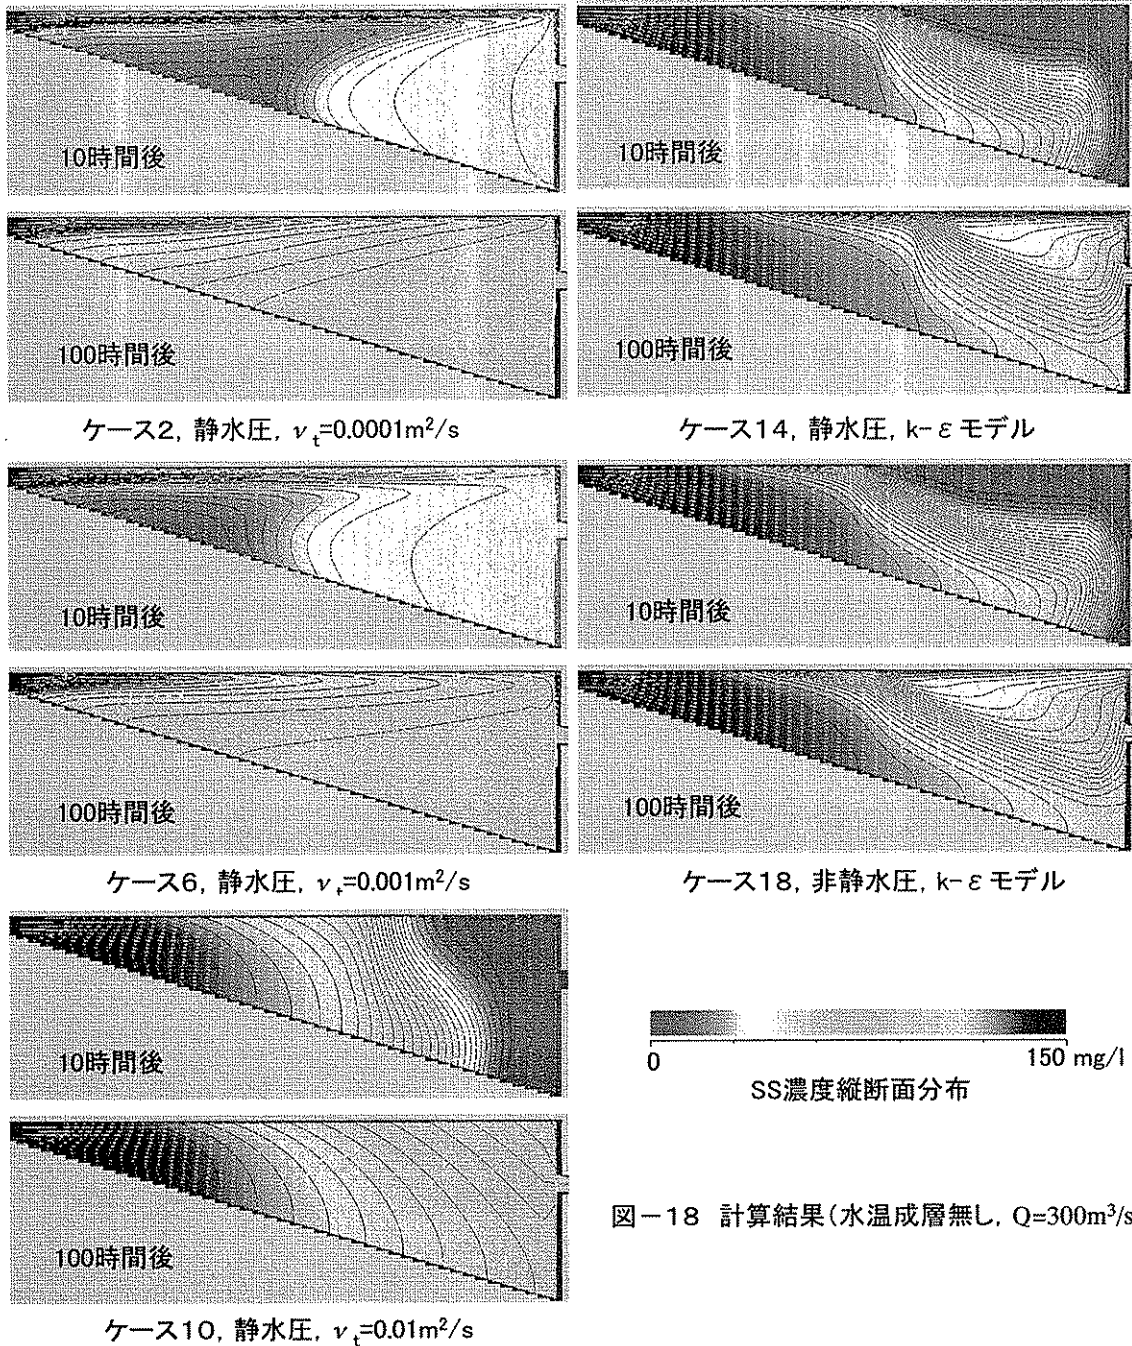 10時間後
100時間後
ケース2, 静水圧, νt=0.0001m²/s
10時間後
100時間後
ケース14, 静水圧, k-εモデル
10時間後
100時間後
ケース6, 静水圧, νt=0.001m²/s
10時間後
100時間後
ケース18, 非静水圧, k-εモデル
10時間後
100時間後
ケース10, 静水圧, νt=0.01m²/s
0 150 mg/l
SS濃度縦断面分布
図-18 計算結果(水温成層無し, Q=300m³/s